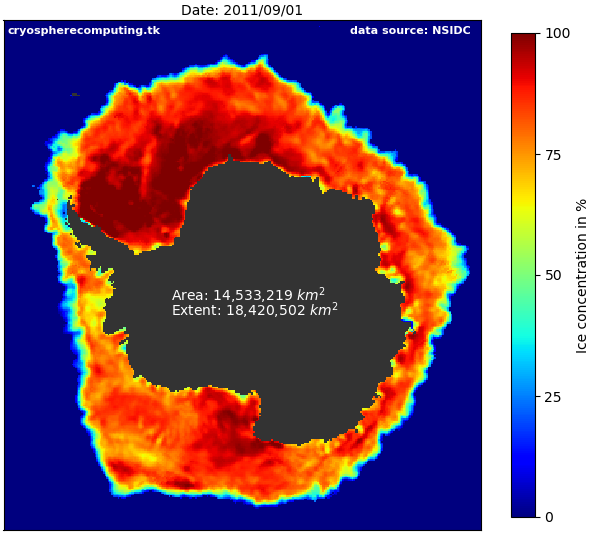 Date: 2011/09/01
cryospherecomputing.tk
data source: NSIDC
Area: 14,533,219 km²
Extent: 18,420,502 km²
100
75
50
25
0
Ice concentration in %